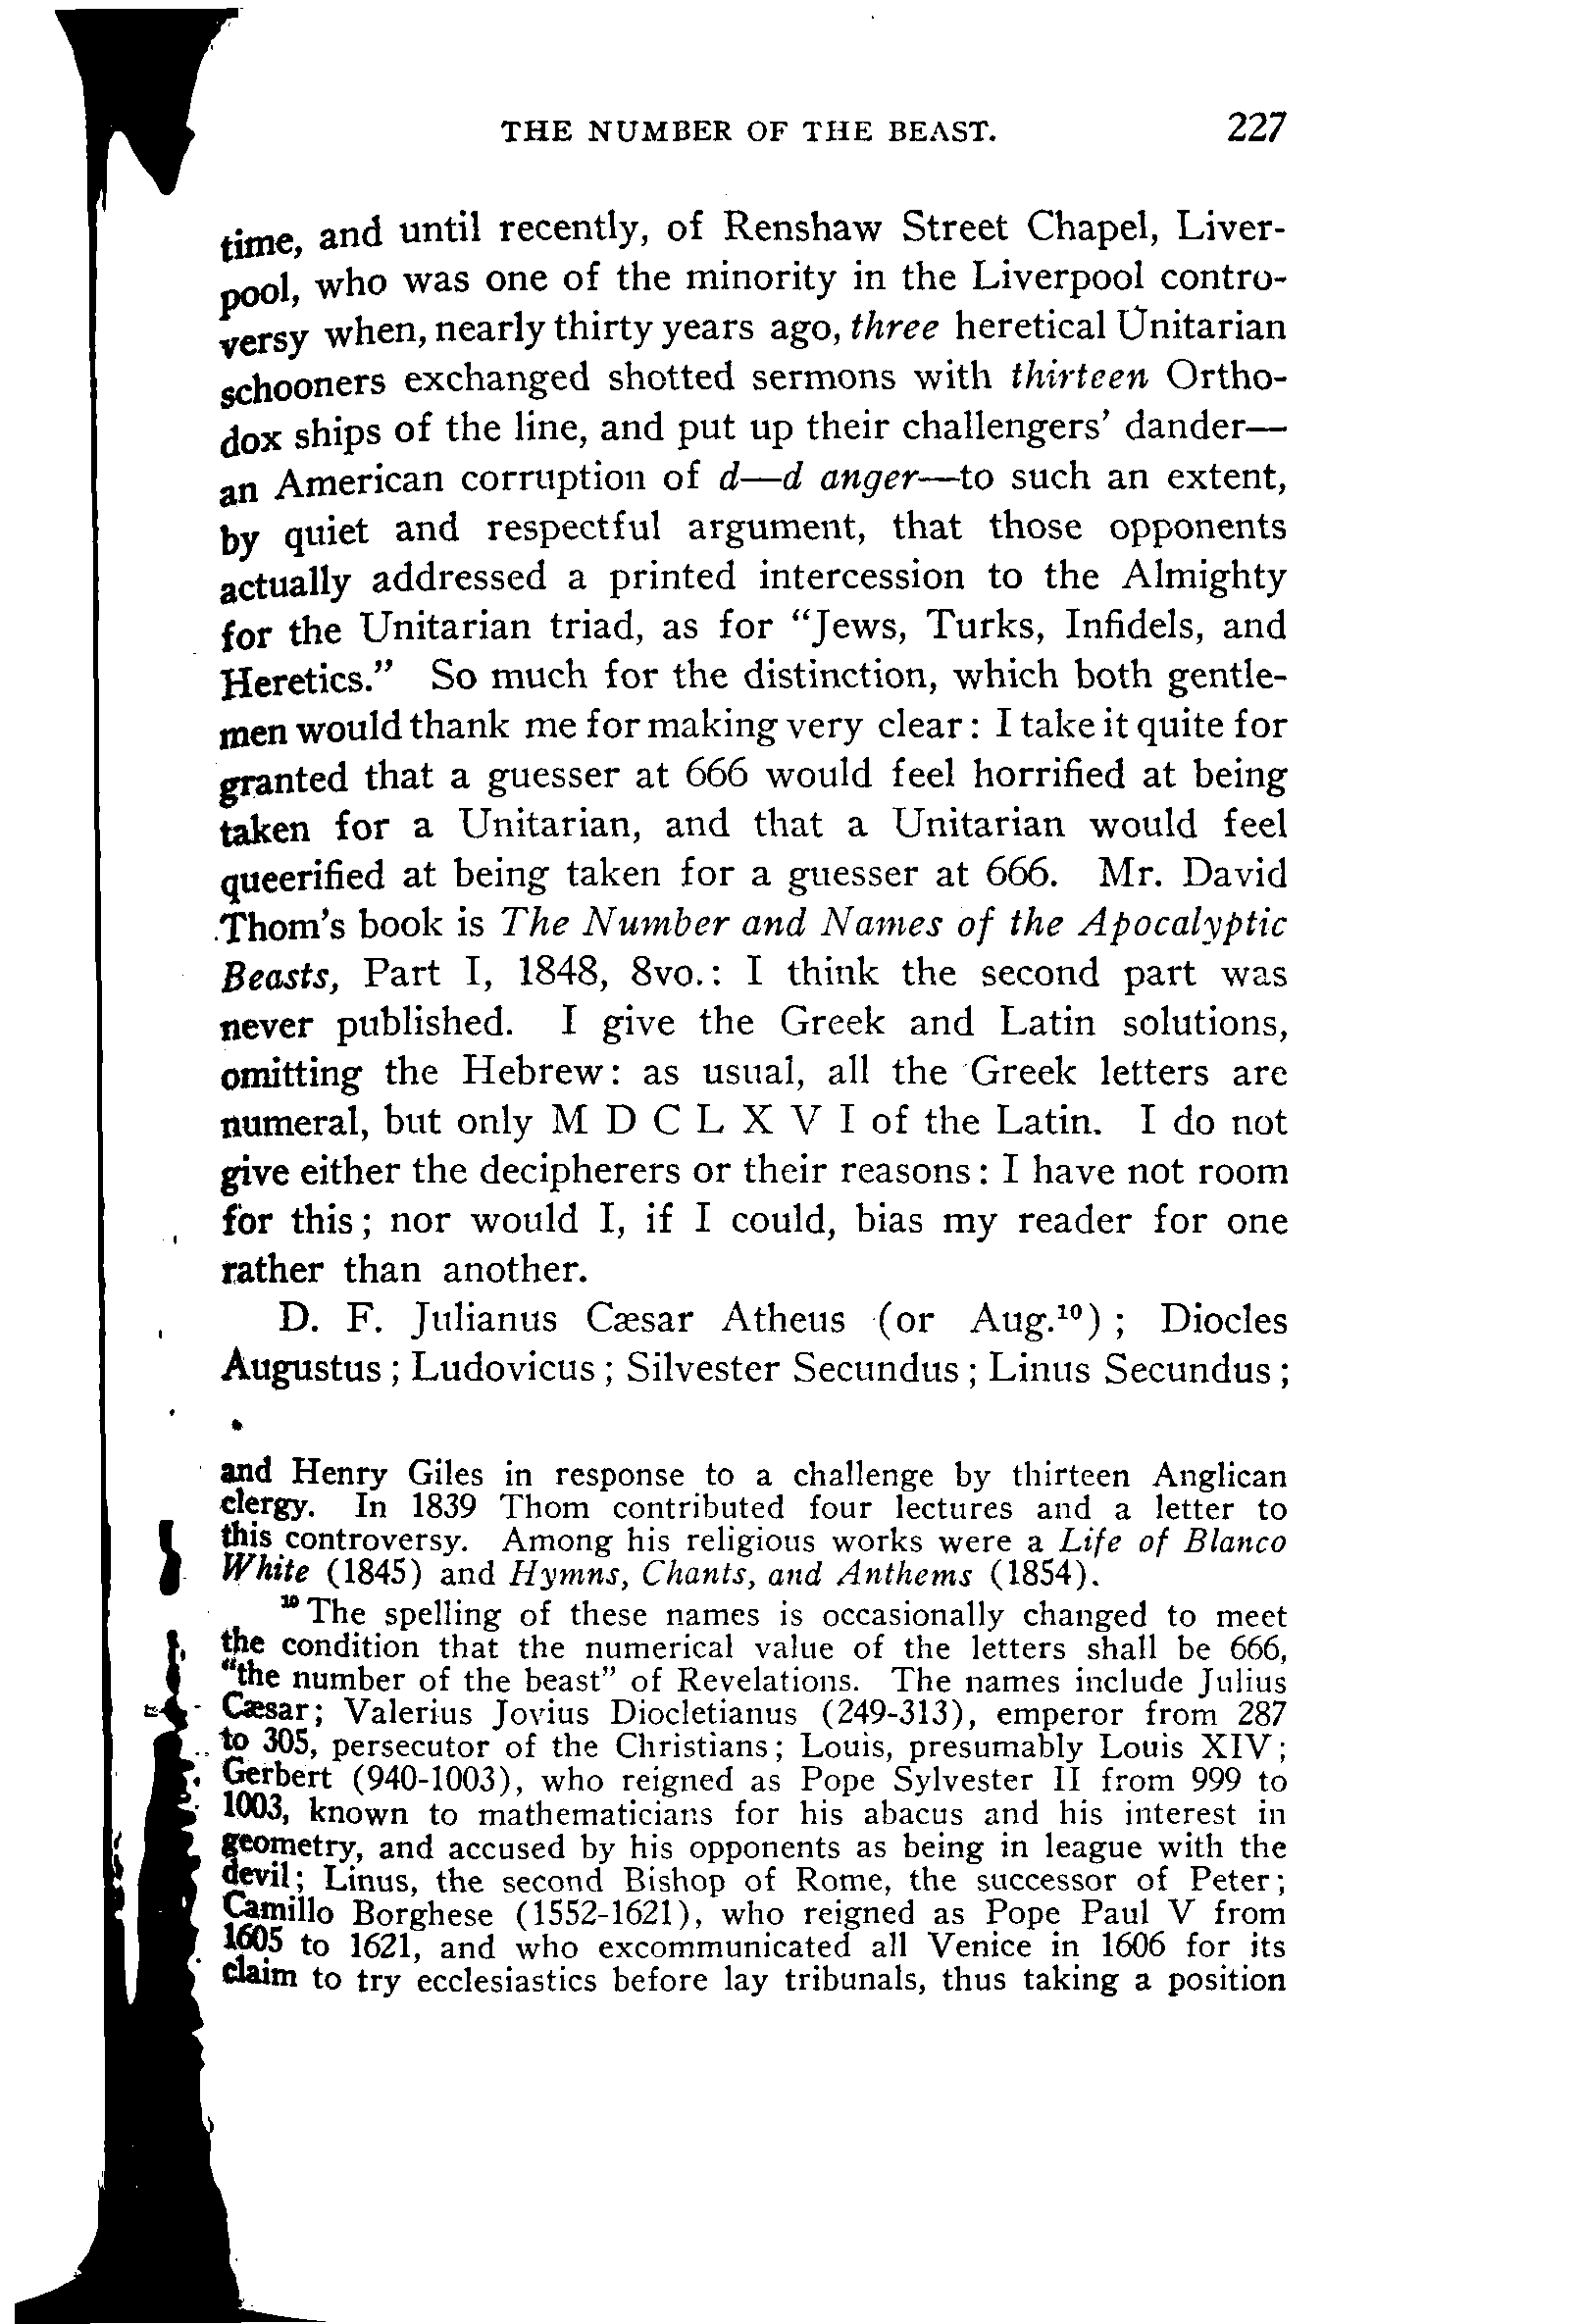 THE NUMBER OF THE BEAST. 227
time, and until recently, of Renshaw Street Chapel, Liver-
pool, who was one of the minority in the Liverpool contro-
versy when, nearly thirty years ago, three heretical Unitarian
schooners exchanged shotted sermons with thirteen Ortho-
dox ships of the line, and put up their challengers' dander—
an American corruption of d—d anger—to such an extent,
by quiet and respectful argument, that those opponents
actually addressed a printed intercession to the Almighty
for the Unitarian triad, as for "Jews, Turks, Infidels, and
Heretics." So much for the distinction, which both gentle-
men would thank me for making very clear: I take it quite for
granted that a guesser at 666 would feel horrified at being
taken for a Unitarian, and that a Unitarian would feel
queerified at being taken for a guesser at 666. Mr. David
Thom's book is The Number and Names of the Apocalyptic
Beasts, Part I, 1848, 8vo.: I think the second part was
never published. I give the Greek and Latin solutions,
omitting the Hebrew: as usual, all the Greek letters are
numeral, but only M D C L X V I of the Latin. I do not
give either the decipherers or their reasons: I have not room
for this; nor would I, if I could, bias my reader for one
rather than another.
D. F. Julianus Cæsar Atheus (or Aug.¹⁰); Diocles
Augustus; Ludovicus; Silvester Secundus; Linus Secundus;
and Henry Giles in response to a challenge by thirteen Anglican
clergy. In 1839 Thom contributed four lectures and a letter to
this controversy. Among his religious works were a Life of Blanco
White (1845) and Hymns, Chants, and Anthems (1854).
¹⁰ The spelling of these names is occasionally changed to meet
the condition that the numerical value of the letters shall be 666,
"the number of the beast" of Revelations. The names include Julius
Cæsar; Valerius Jovius Diocletianus (249-313), emperor from 287
to 305, persecutor of the Christians; Louis, presumably Louis XIV;
Gerbert (940-1003), who reigned as Pope Sylvester II from 999 to
1003, known to mathematicians for his abacus and his interest in
geometry, and accused by his opponents as being in league with the
devil; Linus, the second Bishop of Rome, the successor of Peter;
Camillo Borghese (1552-1621), who reigned as Pope Paul V from
1605 to 1621, and who excommunicated all Venice in 1606 for its
claim to try ecclesiastics before lay tribunals, thus taking a position